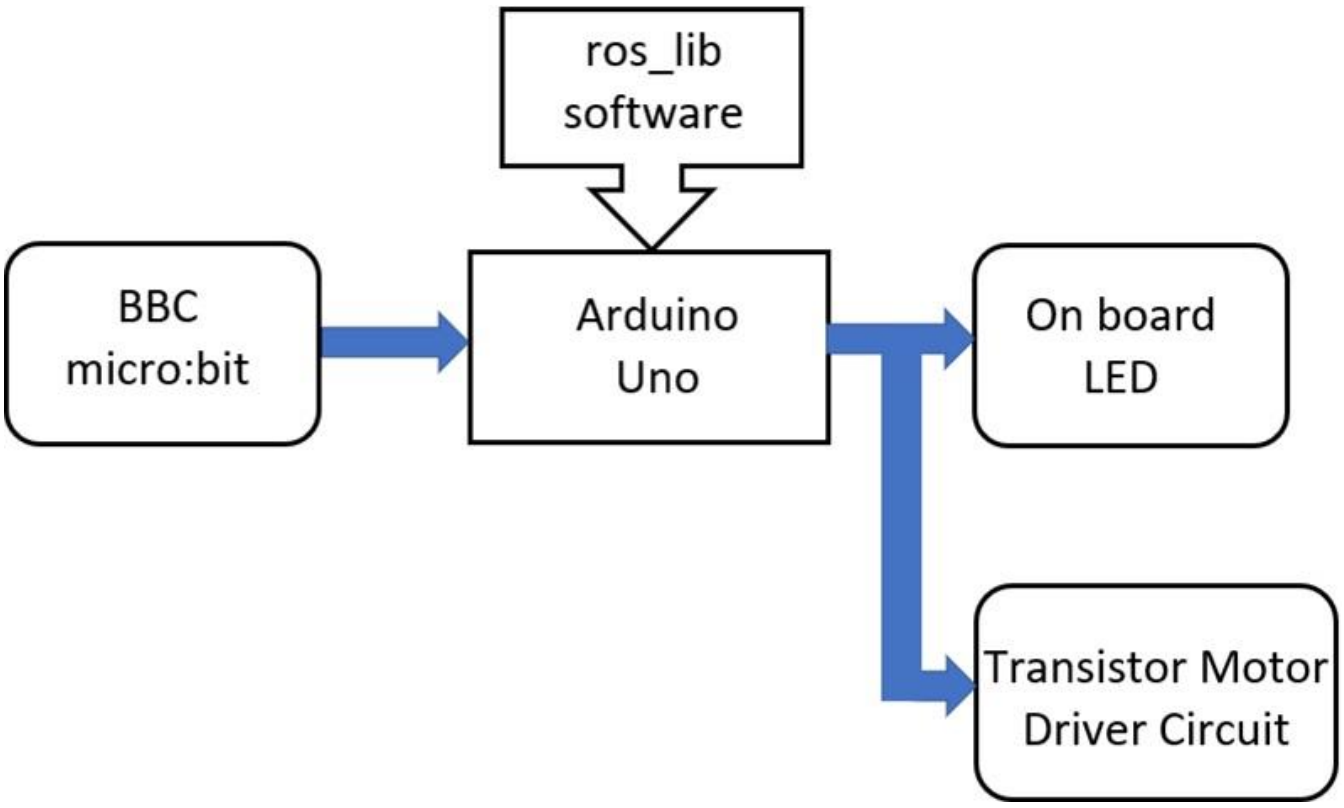 ros_lib
software
BBC
micro:bit
Arduino
Uno
On board
LED
Transistor Motor
Driver Circuit